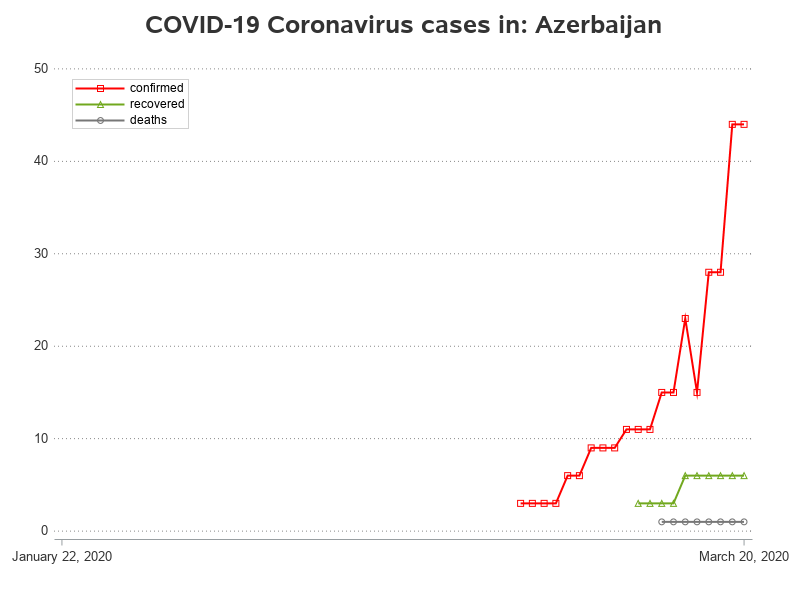 COVID-19 Coronavirus cases in: Azerbaijan
50
confirmed
recovered
deaths
40
30
20
10
0
January 22, 2020
March 20, 2020